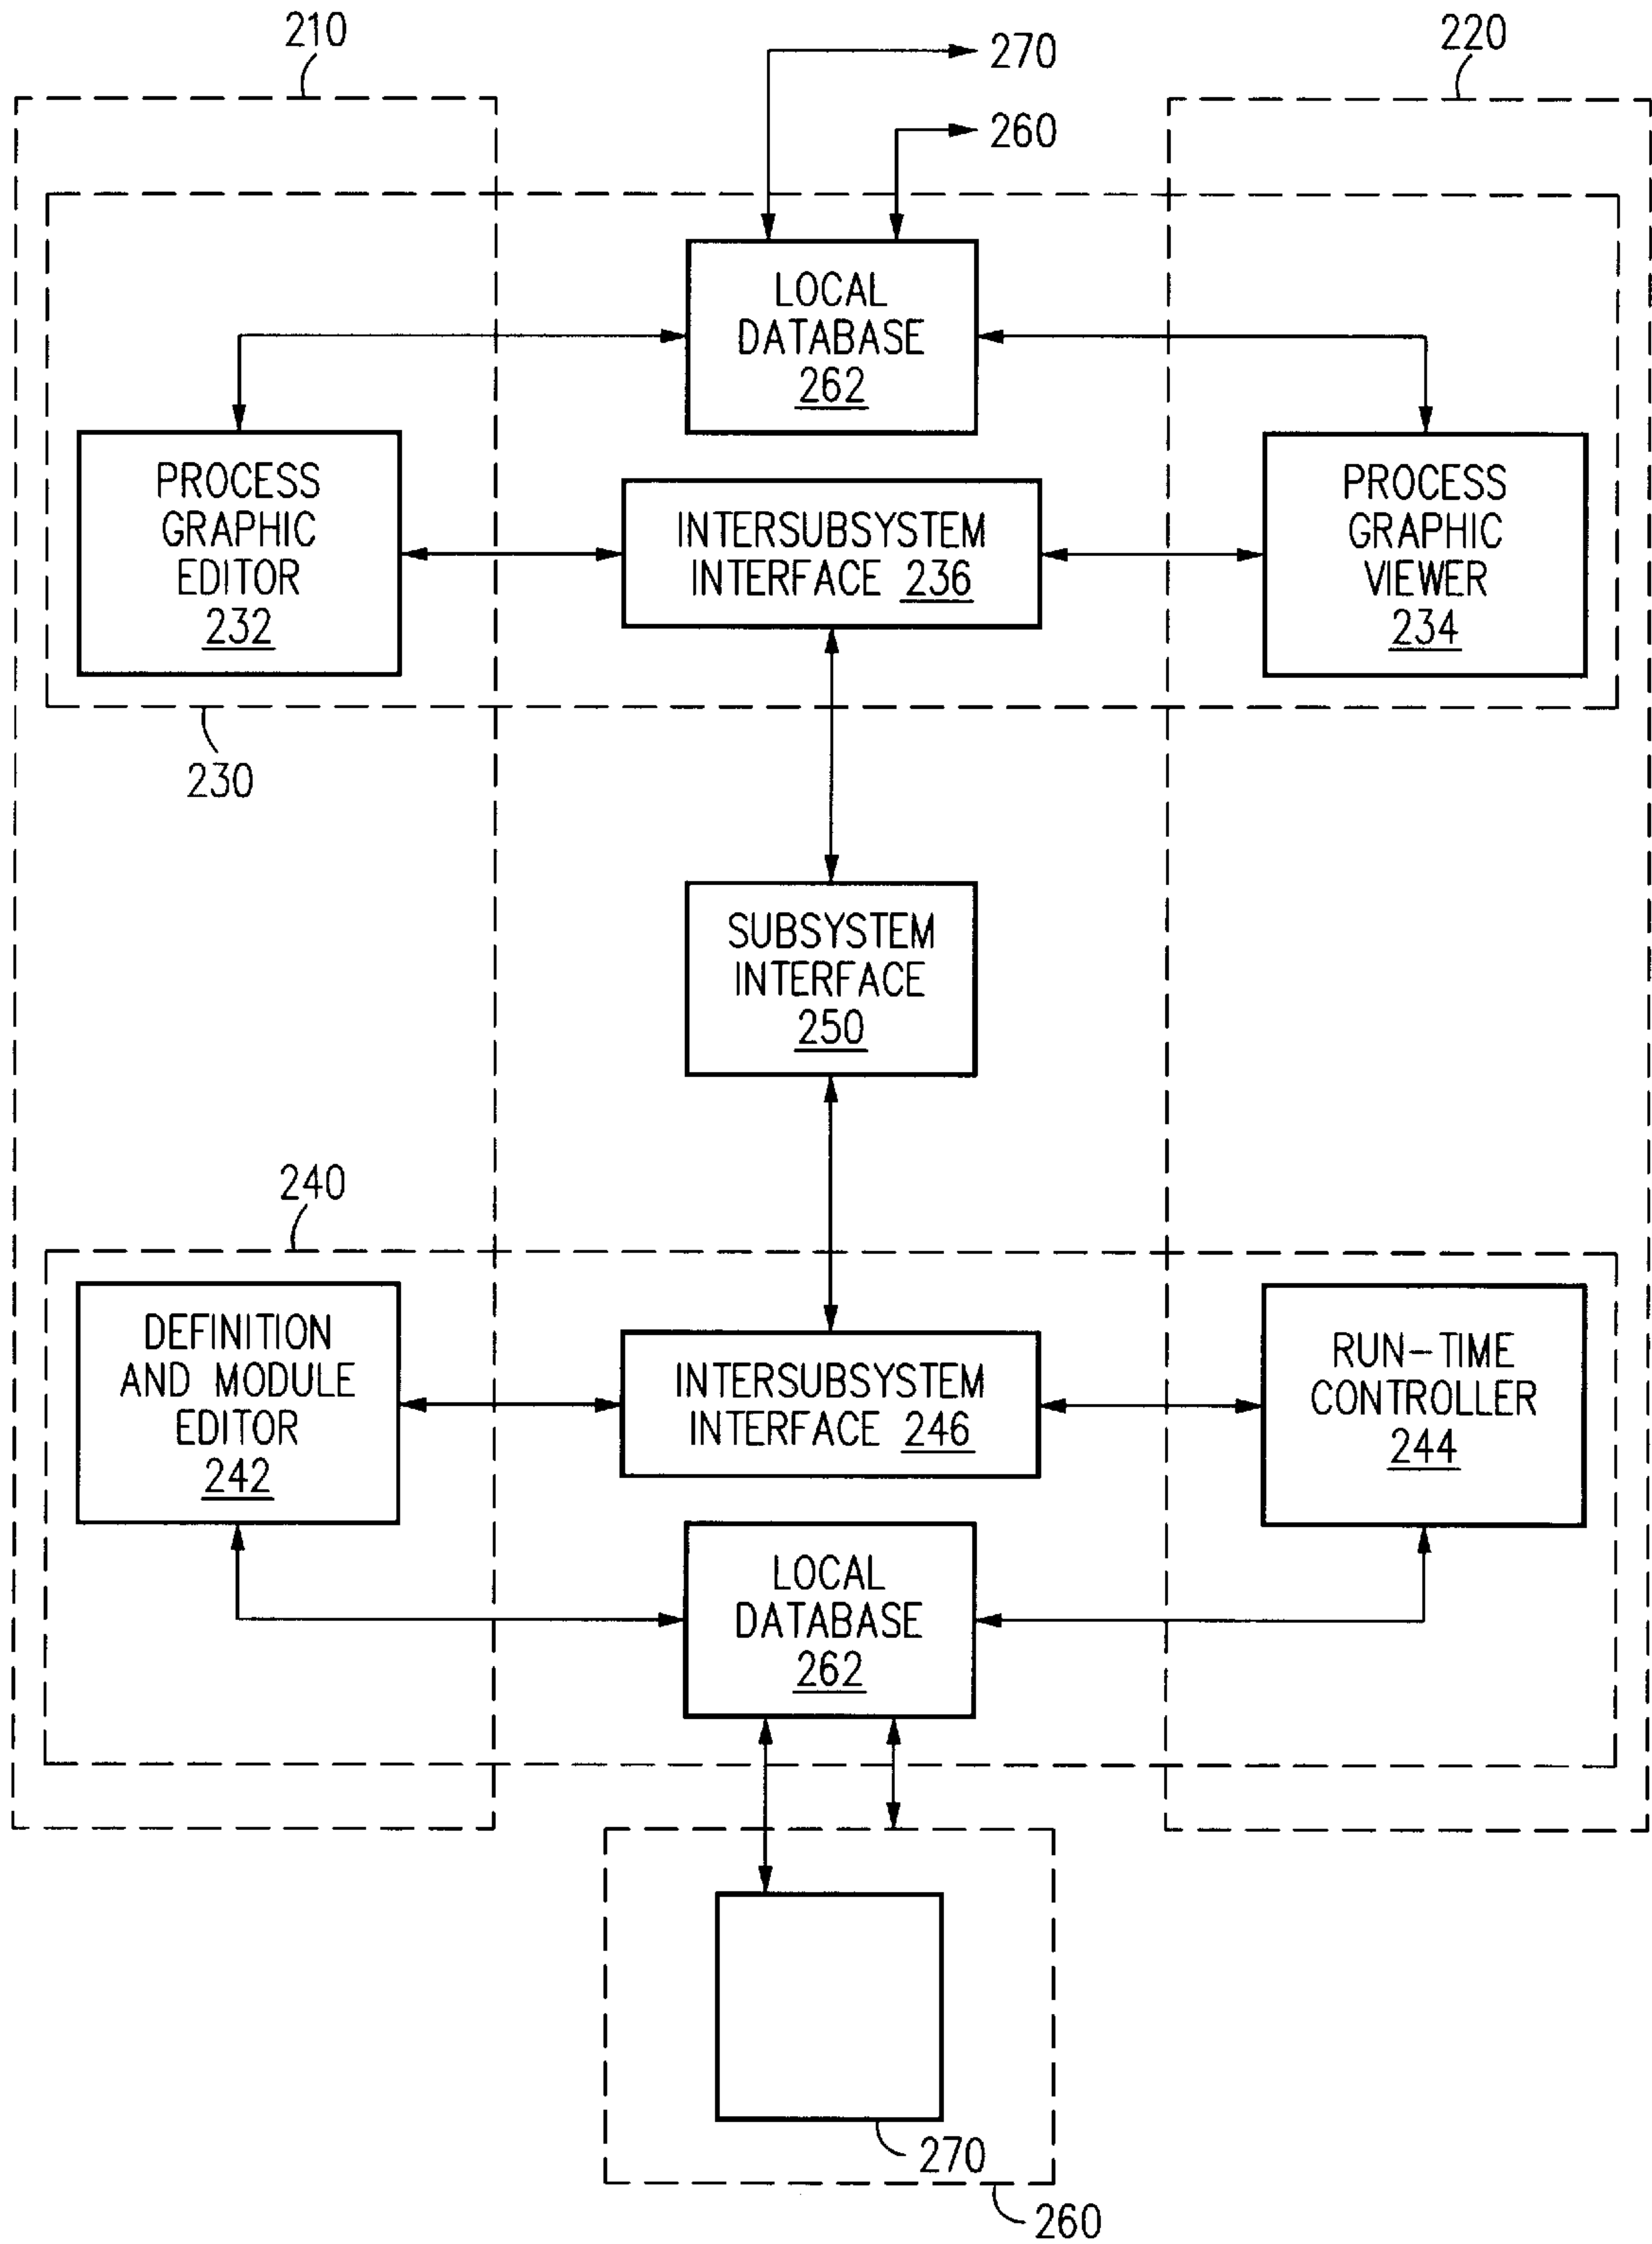 210
270
220
260
LOCAL
DATABASE
262
PROCESS
GRAPHIC
EDITOR
232
INTERSUBSYSTEM
INTERFACE 236
PROCESS
GRAPHIC
VIEWER
234
230
SUBSYSTEM
INTERFACE
250
240
DEFINITION
AND MODULE
EDITOR
242
INTERSUBSYSTEM
INTERFACE 246
RUN-TIME
CONTROLLER
244
LOCAL
DATABASE
262
270
260